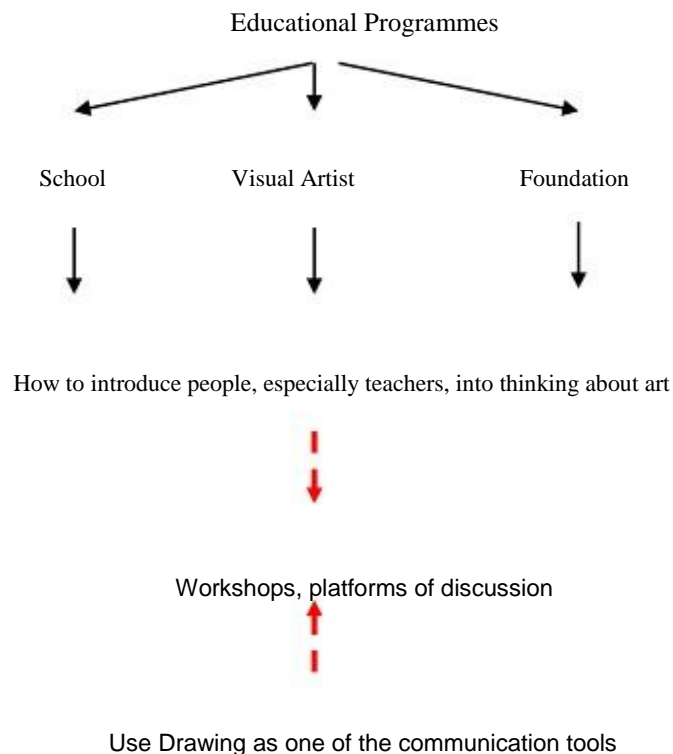 Educational Programmes
School Visual Artist Foundation
How to introduce people, especially teachers, into thinking about art
Workshops, platforms of discussion
Use Drawing as one of the communication tools